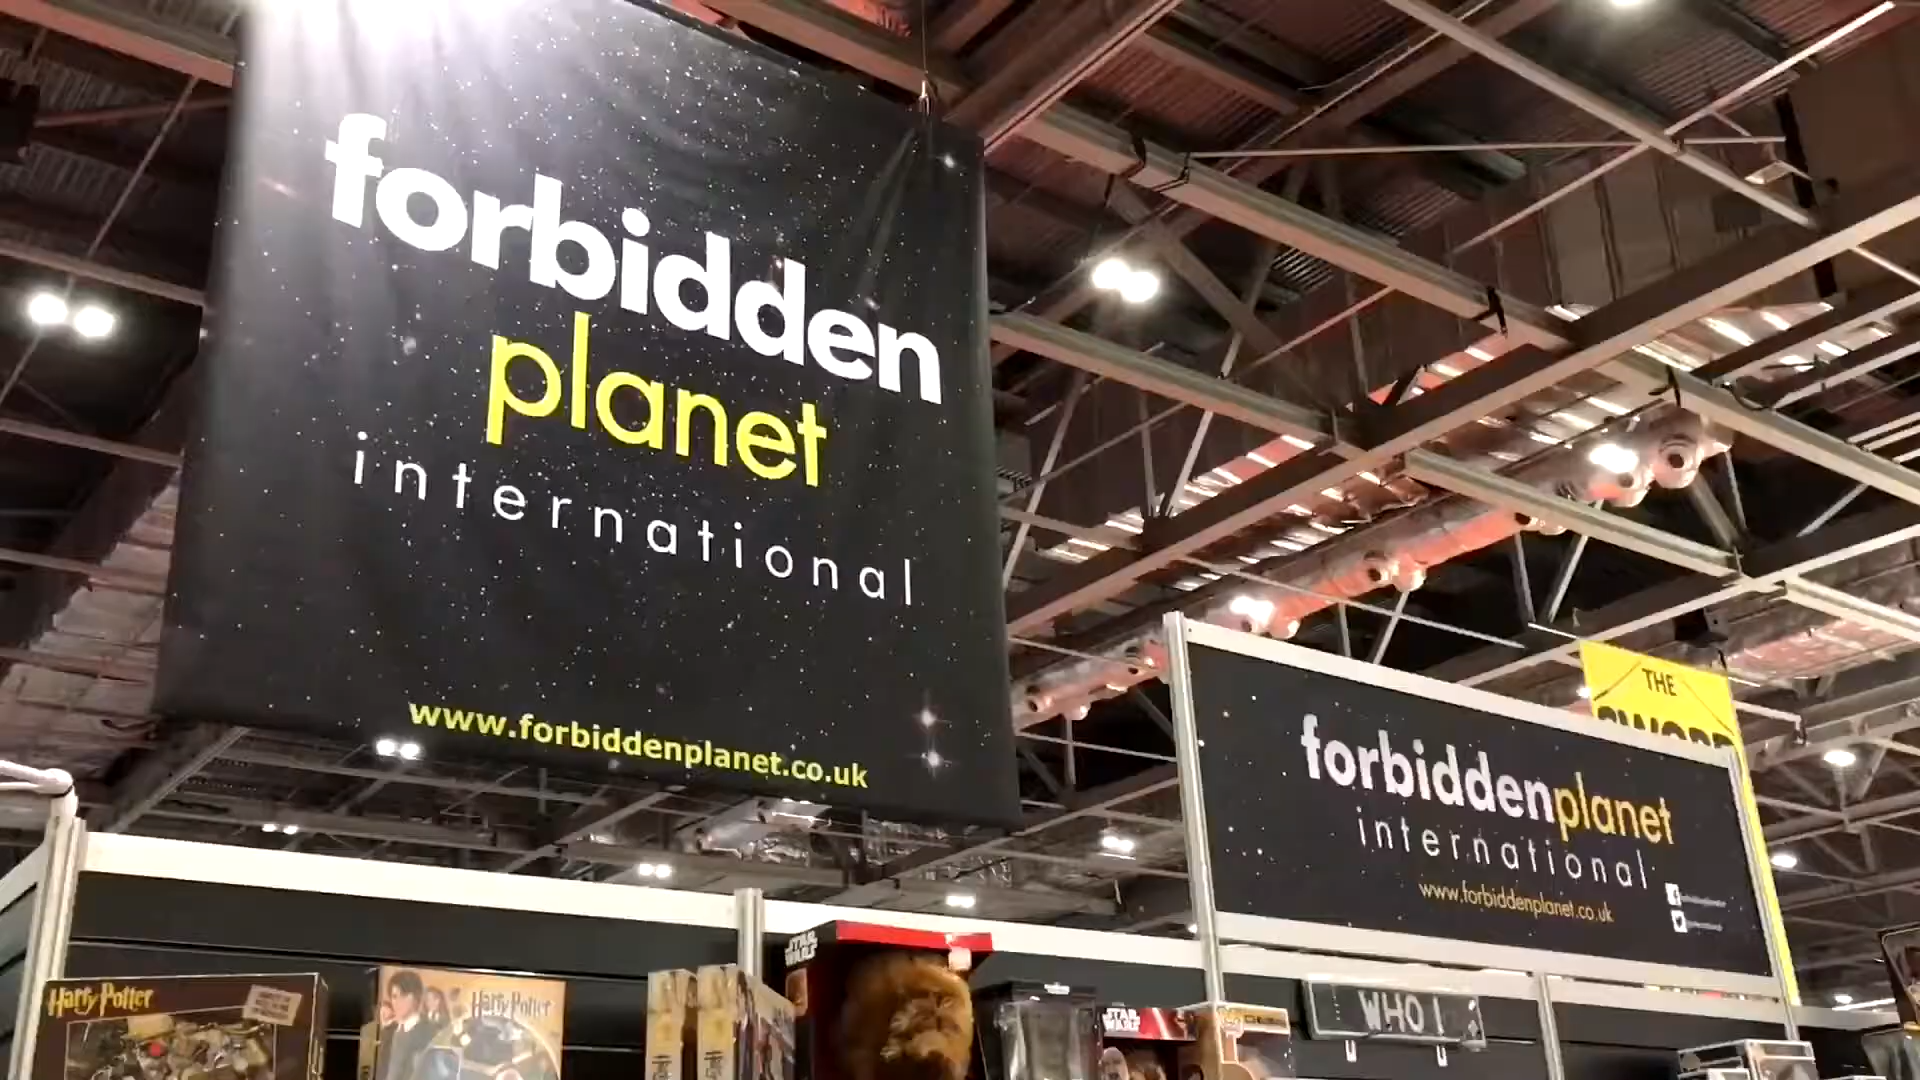 forbidden
planet
international
www.forbiddenplanet.co.uk
THE
SWORD
forbiddenplanet
international
www.forbiddenplanet.co.uk
Harry Potter
Harry Potter
STAR
WARS
STAR
WARS
WHO!